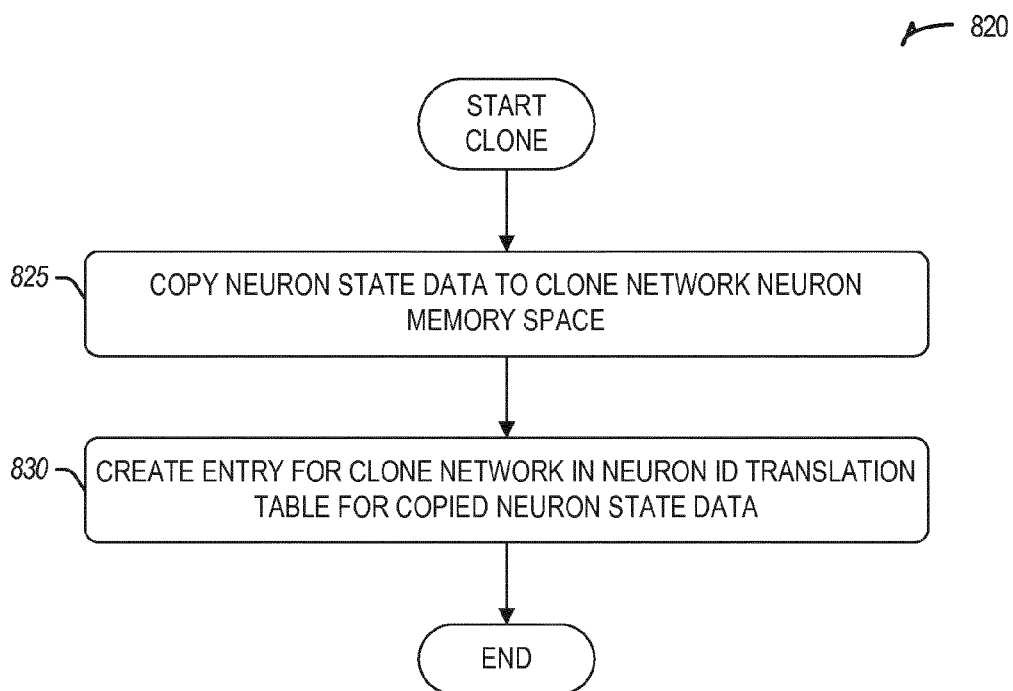 820
START
CLONE
825
COPY NEURON STATE DATA TO CLONE NETWORK NEURON
MEMORY SPACE
830
CREATE ENTRY FOR CLONE NETWORK IN NEURON ID TRANSLATION
TABLE FOR COPIED NEURON STATE DATA
END